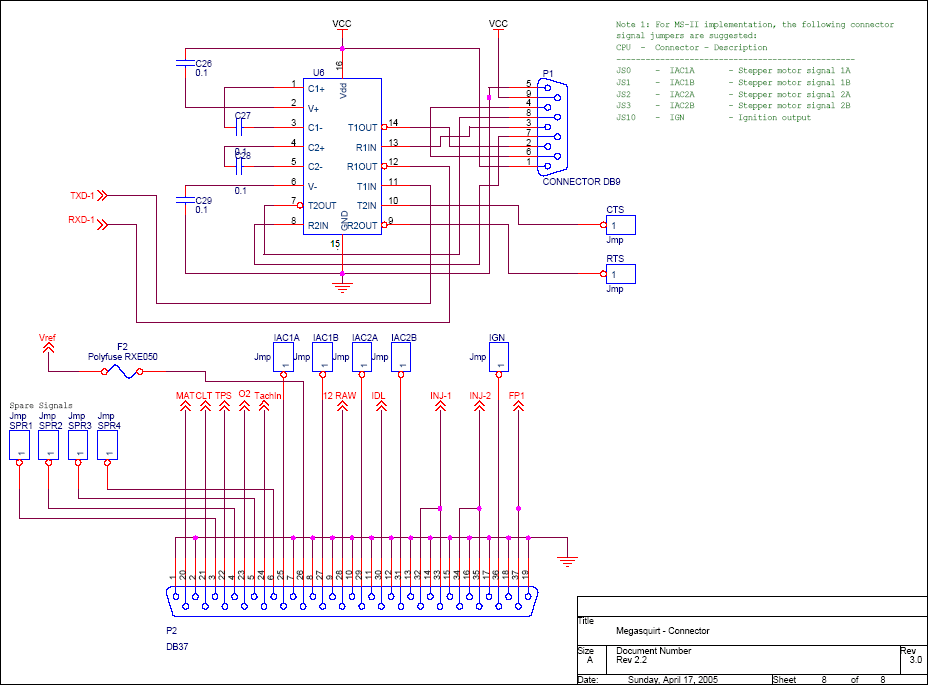 VCC
VCC
Note 1: For MS-II implementation, the following connector
signal jumpers are suggested:
CPU - Connector - Description
--------------------------------------------------
JS0 - IAC1A - Stepper motor signal 1A
JS1 - IAC1B - Stepper motor signal 1B
JS2 - IAC2A - Stepper motor signal 2A
JS3 - IAC2B - Stepper motor signal 2B
JS10 - IGN - Ignition output
C26
0.1
16
U6
Vdd
P1
1 C1+
2 V+
C27
0.1
3 C1-
T1OUT 14
4 C2+
R1IN 13
C28
0.1
5 C2-
R1OUT 12
6 V-
T1IN 11
C29
0.1
7 T2OUT
T2IN 10
8 R2IN
R2OUT 9
GND
15
5
9
4
8
3
7
2
6
1
CONNECTOR DB9
TXD-1
RXD-1
CTS
1
Jmp
RTS
1
Jmp
Vref
F2
Polyfuse RXE050
IAC1A
IAC1B
IAC2A
IAC2B
IGN
Jmp
Jmp
Jmp
Jmp
Jmp
1
1
1
1
1
MAT
CLT
TPS
O2
TachIn
12 RAW
IDL
INJ-1
INJ-2
FP1
Spare Signals
Jmp
Jmp
Jmp
Jmp
SPR1
SPR2
SPR3
SPR4
1
1
1
1
1
20
2
21
3
22
4
23
5
24
6
25
7
26
8
27
9
28
10
29
11
30
12
31
13
32
14
33
15
34
16
35
17
36
18
37
19
P2
DB37
Title
Megasquirt - Connector
Size
A
Document Number
Rev 2.2
Rev
3.0
Date:
Sunday, April 17, 2005
Sheet 8 of 8